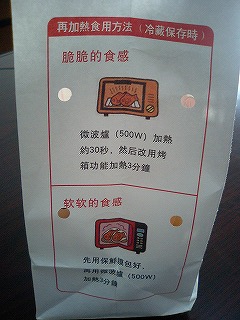 再加熱食用方法（冷藏保存時）
脆脆的食感
微波爐（500W）加熱
約30秒，然后改用烤
箱功能加熱3分鐘
软软的食感
先用保鮮膜包好，
再用微波爐（500W）
加熱3分鐘